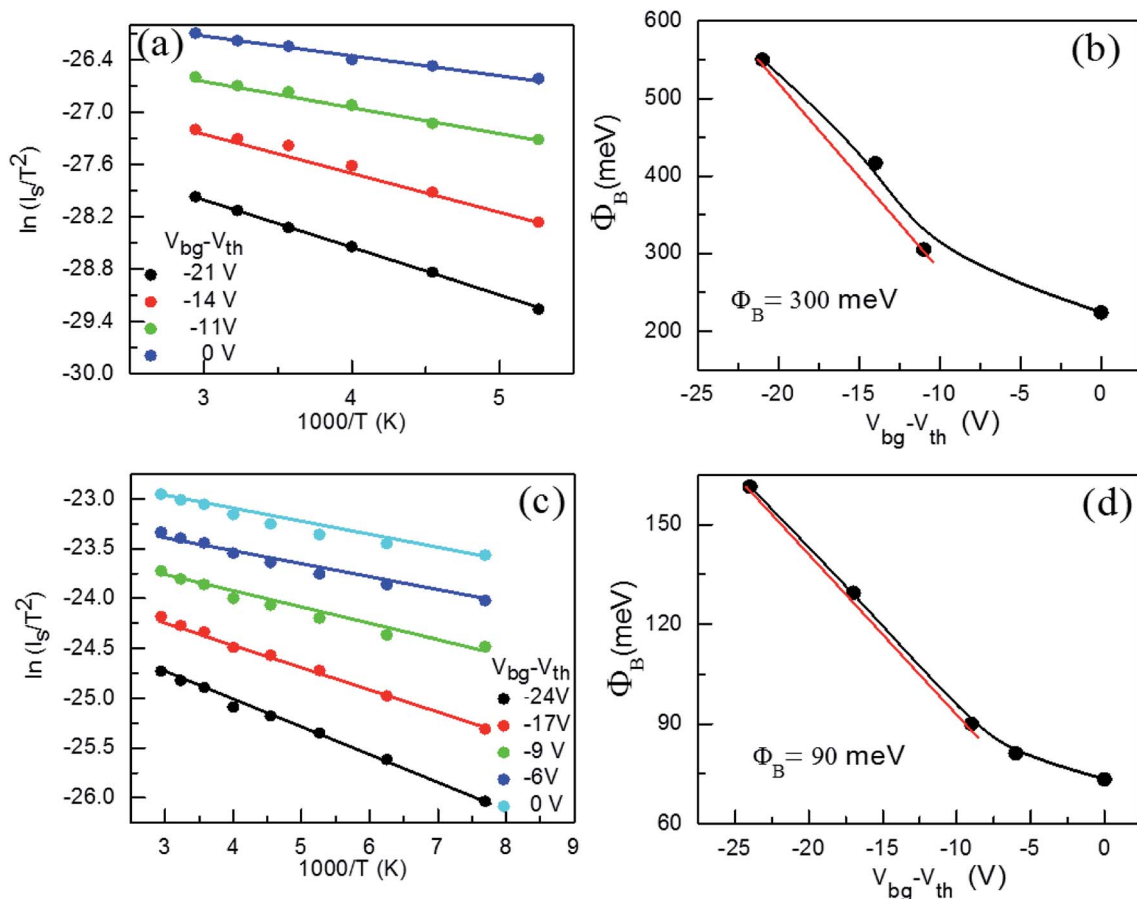 (a)
ln (Iₛ/T²)
-26.4
-27.0
-27.6
-28.2
-28.8
-29.4
-30.0
V_bg-V_th
-21 V
-14 V
-11V
0 V
3 4 5
1000/T (K)
(b)
Φ_B(meV)
600
500
400
300
200
Φ_B= 300 meV
-25 -20 -15 -10 -5 0
V_bg-V_th (V)
(c)
ln (Iₛ/T²)
-23.0
-23.5
-24.0
-24.5
-25.0
-25.5
-26.0
V_bg-V_th
-24V
-17V
-9 V
-6V
0 V
2 3 4 5 6 7 8 9
1000/T (K)
(d)
Φ_B(meV)
150
120
90
60
Φ_B= 90 meV
-25 -20 -15 -10 -5 0
V_bg-V_th (V)